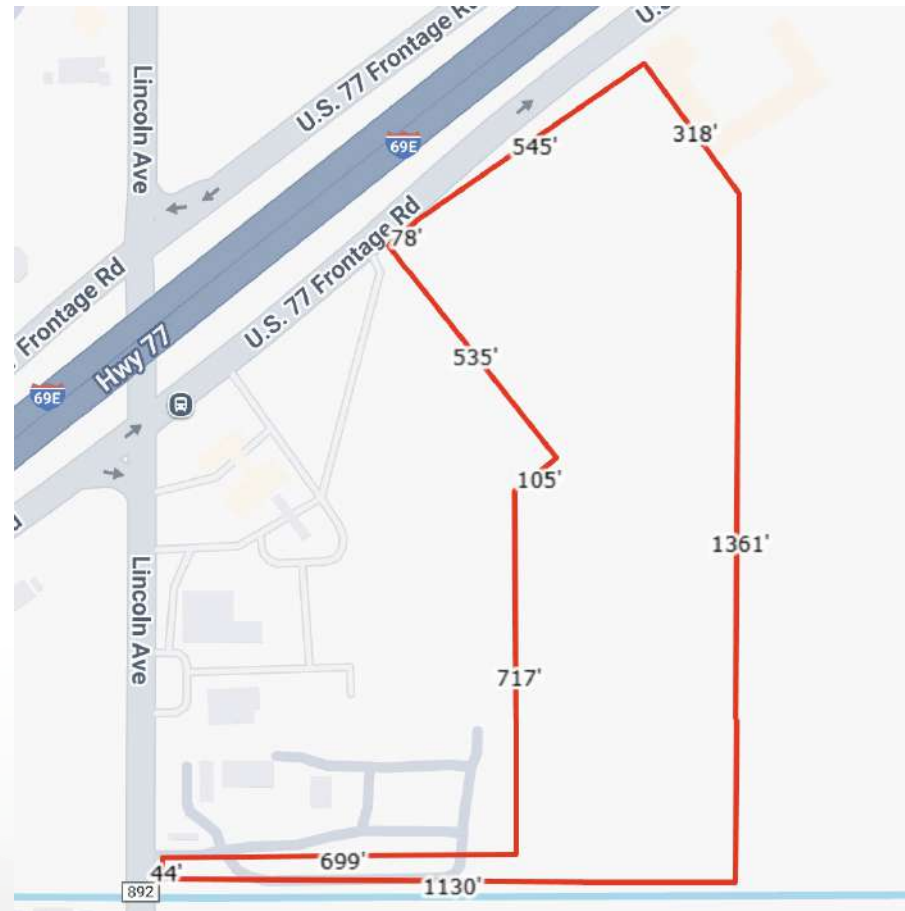 U.S.
Lincoln Ave
U.S. 77 Frontage Rd
69E
545'
318'
78'
U.S. 77 Frontage Rd
Frontage Rd
Hwy 77
535'
69E
105'
1361'
Lincoln Ave
717'
699'
44'
1130'
892